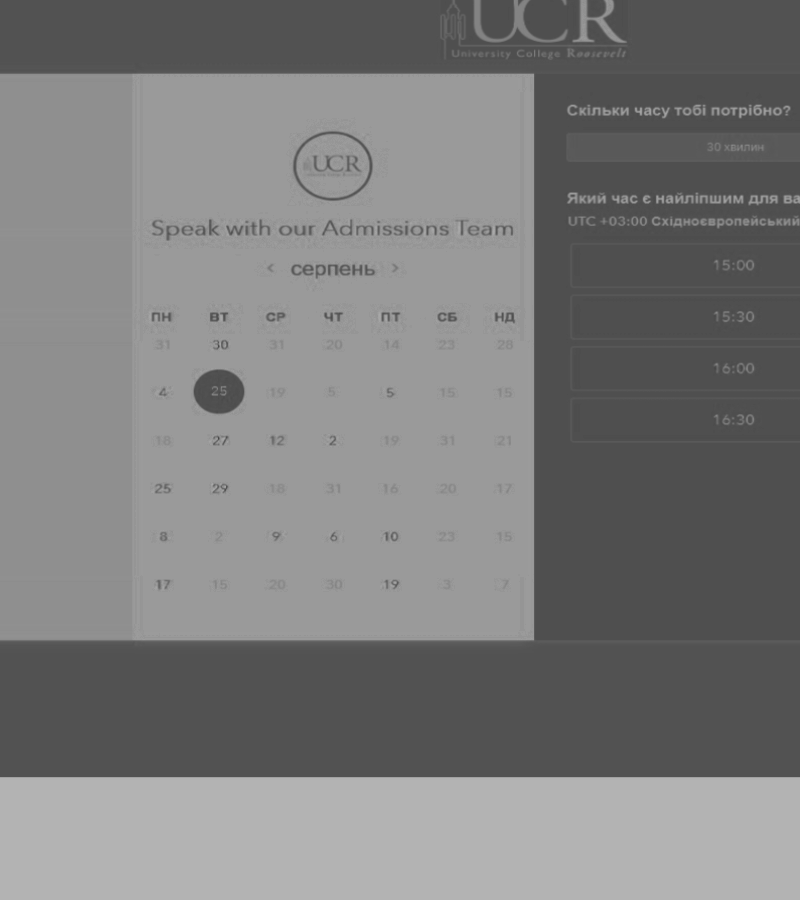 UCR
University College Roosevelt
UCR
Speak with our Admissions Team
< серпень >
ПН ВТ СР ЧТ ПТ СБ НД
31 30 31 20 14 23 28
4 25 19 5 5 15 15
18 27 12 2 19 31 21
25 29 18 31 16 20 17
8 2 9 6 10 23 15
17 15 20 30 19 3 7
Скільки часу тобі потрібно?
30 хвилин
Який час є найліпшим для ва
UTC +03:00 Східноєвропейський
15:00
15:30
16:00
16:30